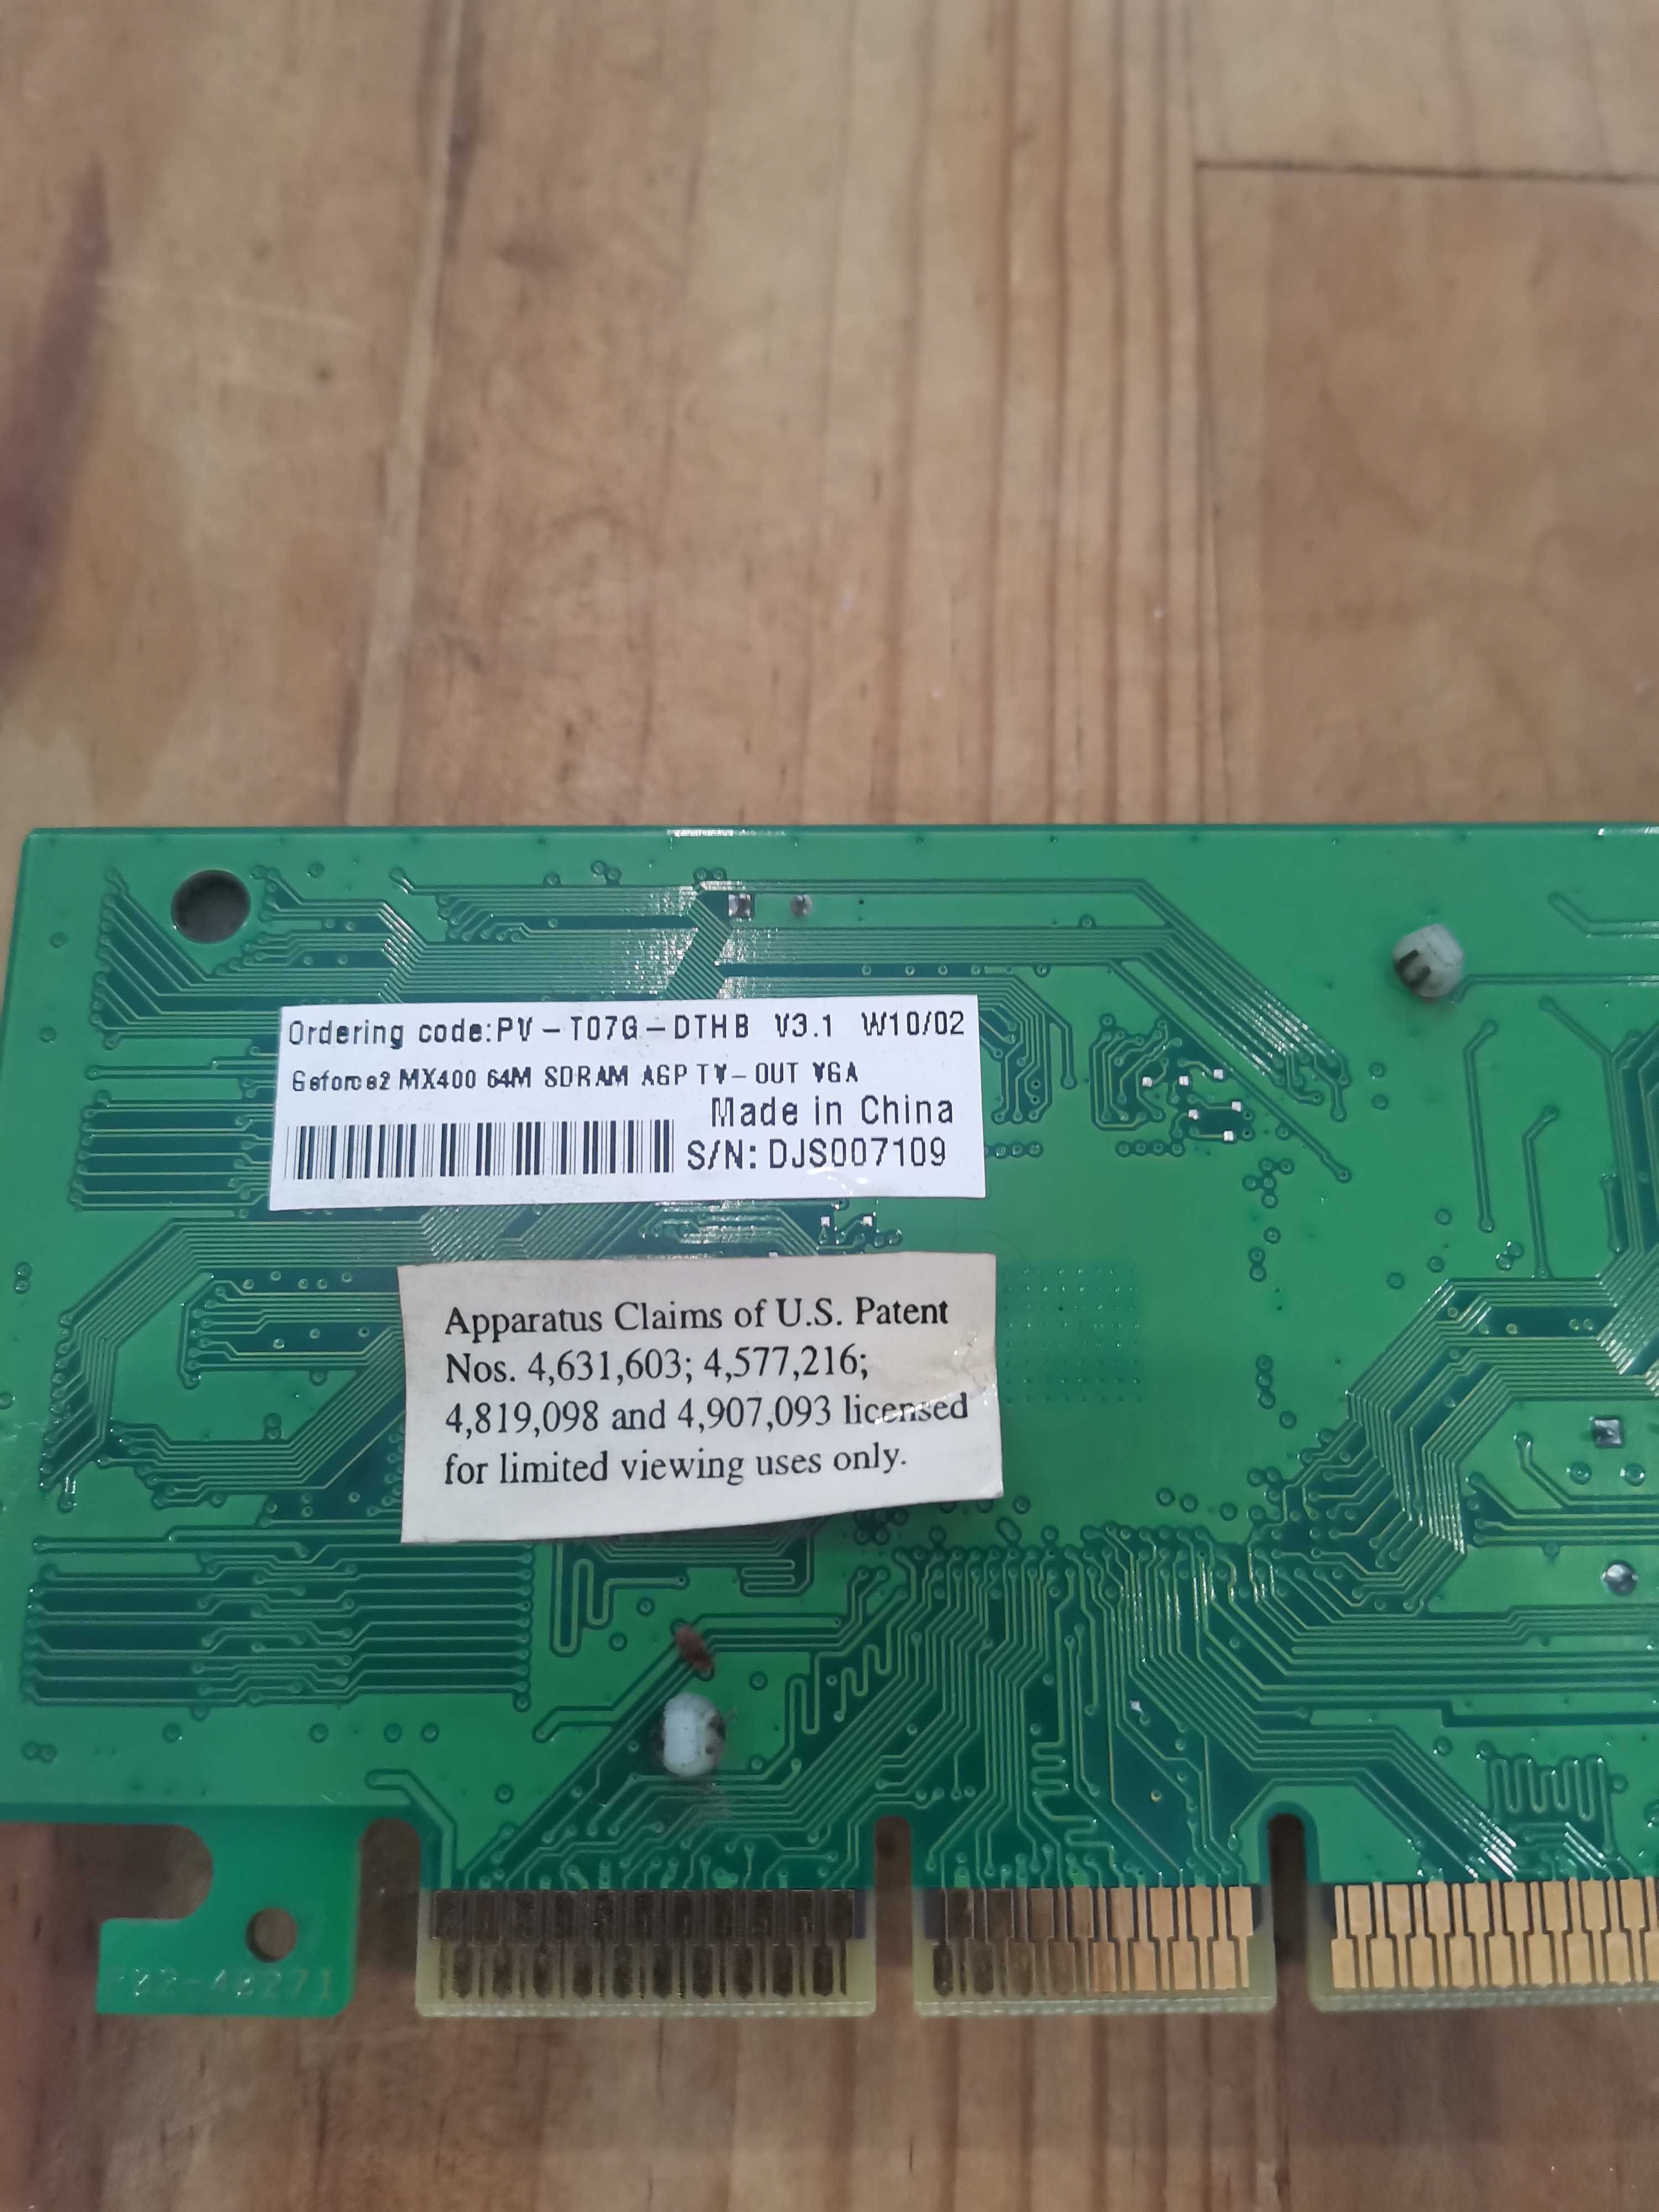 Ordering code:PV-T07G-DTHB V3.1 W10/02
Geforce2 MX400 64M SDRAM AGP TV-OUT VGA
Made in China
S/N: DJS007109
Apparatus Claims of U.S. Patent
Nos. 4,631,603; 4,577,216;
4,819,098 and 4,907,093 licensed
for limited viewing uses only.